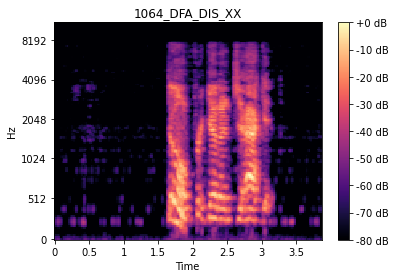 1064_DFA_DIS_XX
+0 dB
8192
-10 dB
4096
-20 dB
-30 dB
2048
Hz
-40 dB
1024
-50 dB
512
-60 dB
-70 dB
0
-80 dB
0 0.5 1 1.5 2 2.5 3 3.5
Time